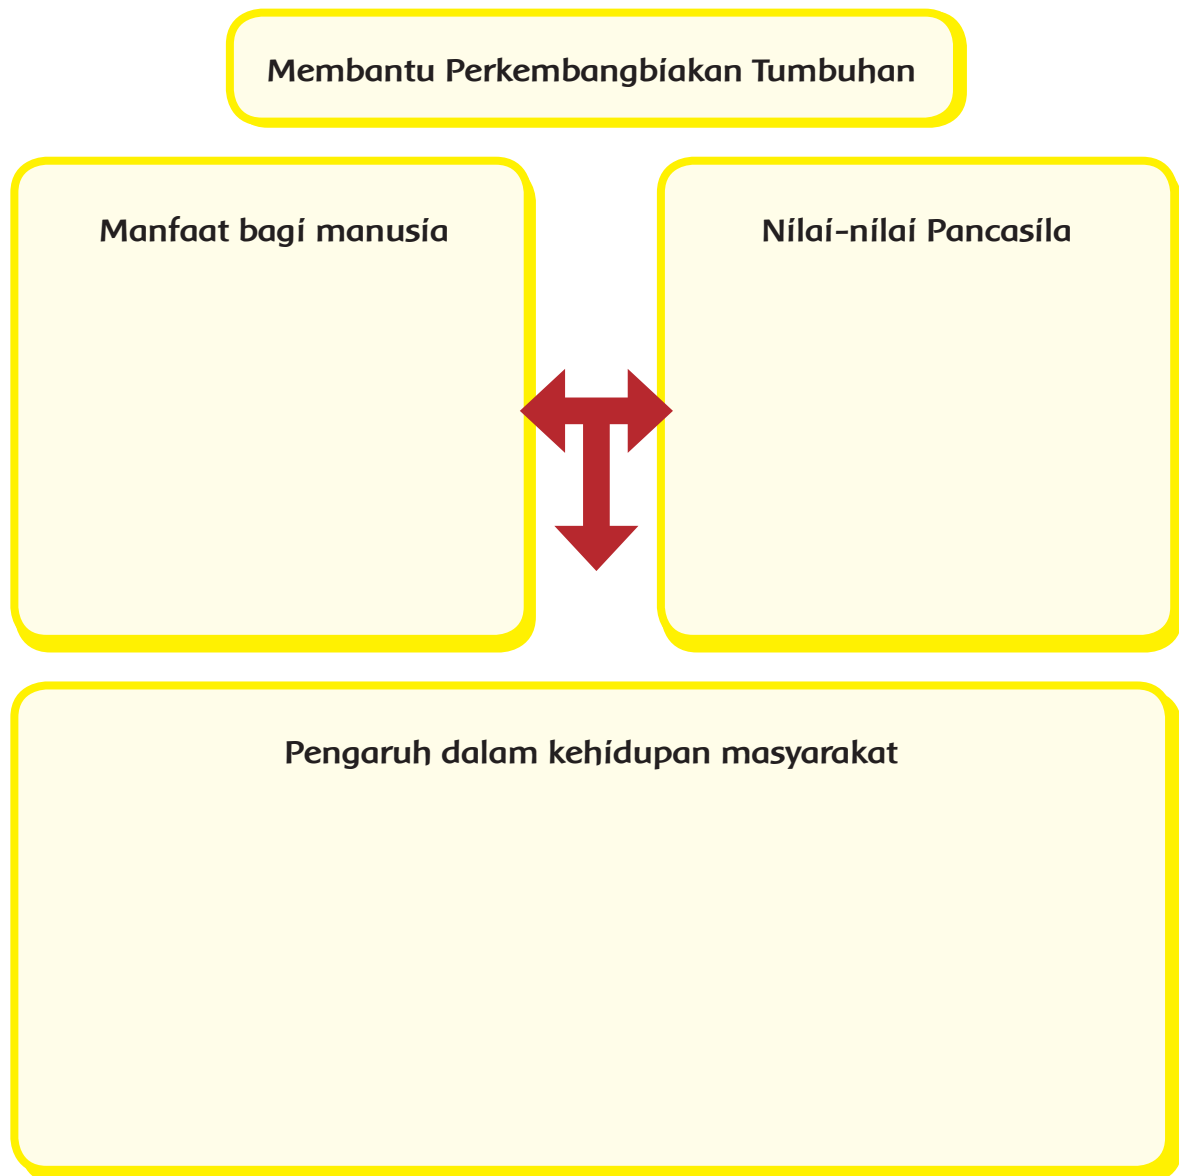 Membantu Perkembangbiakan Tumbuhan
Manfaat bagi manusia
Nilai-nilai Pancasila
Pengaruh dalam kehidupan masyarakat